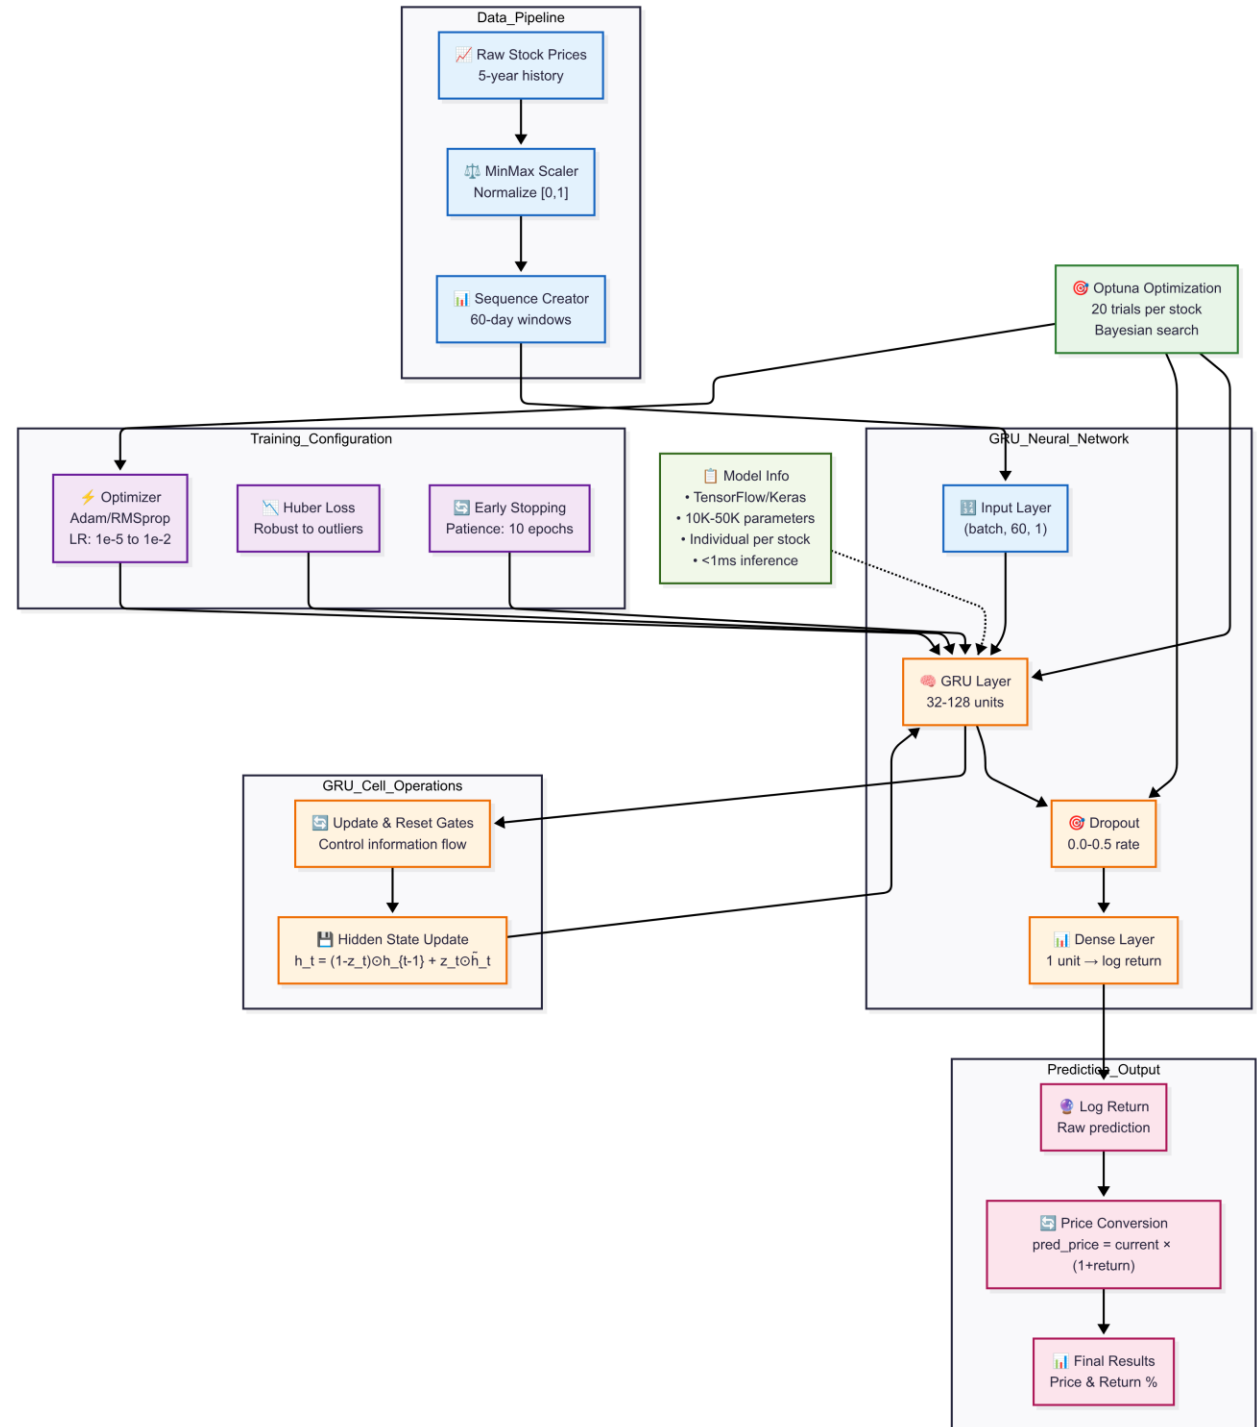 Data_Pipeline
📈 Raw Stock Prices
5-year history
⚖️ MinMax Scaler
Normalize [0,1]
📊 Sequence Creator
60-day windows
🎯 Optuna Optimization
20 trials per stock
Bayesian search
Training_Configuration
⚡ Optimizer
Adam/RMSprop
LR: 1e-5 to 1e-2
📉 Huber Loss
Robust to outliers
🔄 Early Stopping
Patience: 10 epochs
📋 Model Info
• TensorFlow/Keras
• 10K-50K parameters
• Individual per stock
• <1ms inference
GRU_Neural_Network
🔢 Input Layer
(batch, 60, 1)
🧠 GRU Layer
32-128 units
GRU_Cell_Operations
🔄 Update & Reset Gates
Control information flow
💾 Hidden State Update
h_t = (1-z_t)⊙h_{t-1} + z_t⊙h̃_t
🎯 Dropout
0.0-0.5 rate
📊 Dense Layer
1 unit → log return
Prediction_Output
🔮 Log Return
Raw prediction
🔄 Price Conversion
pred_price = current ×
(1+return)
📊 Final Results
Price & Return %